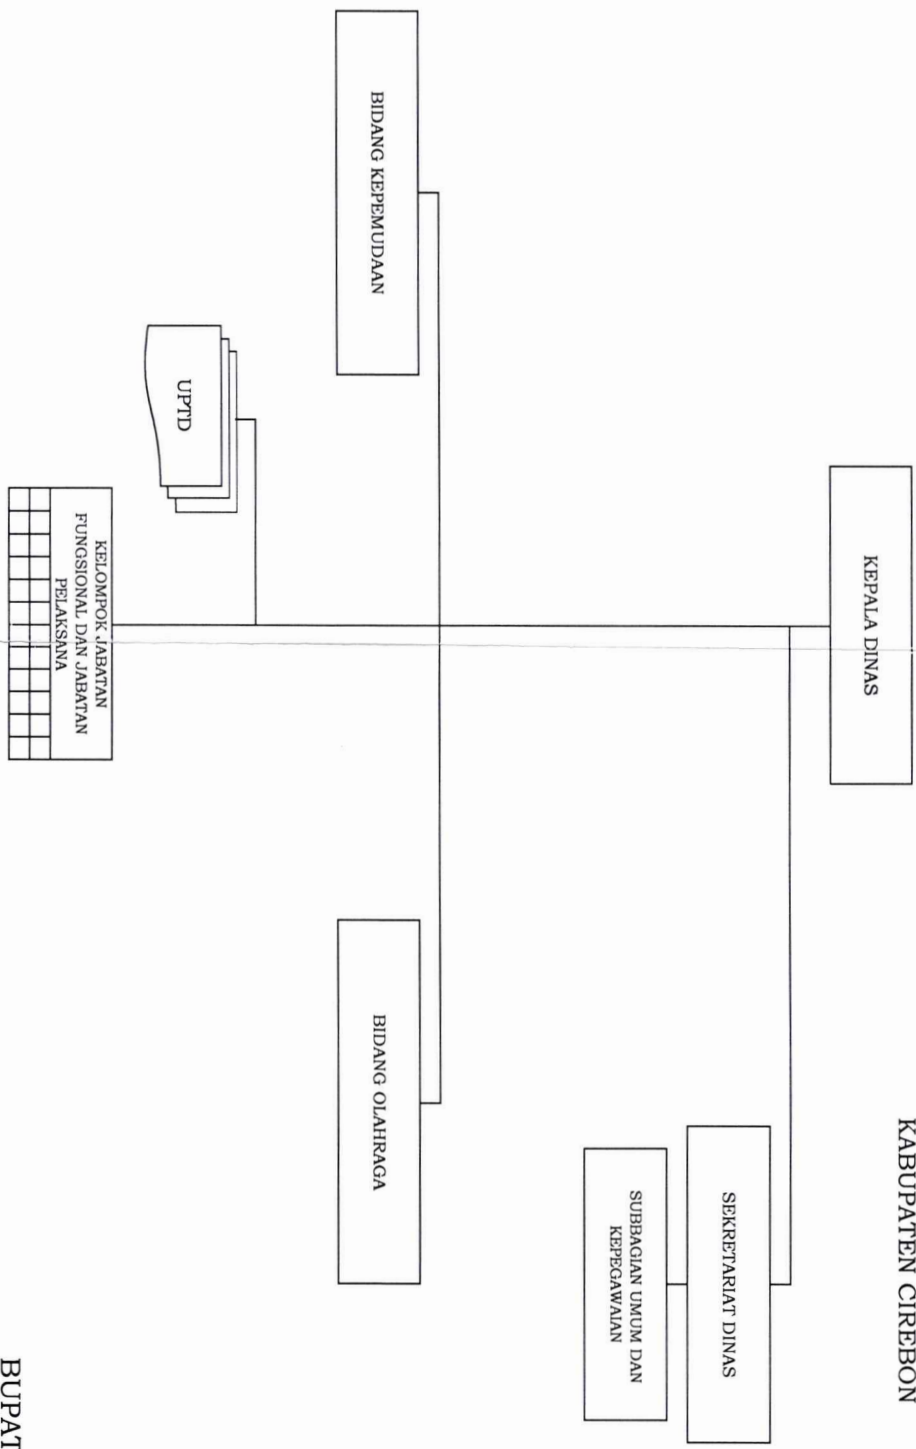 KABUPATEN CIREBON
KEPALA DINAS
SEKRETARIAT DINAS
SUBBAGIAN UMUM DAN
KEPEGAWAIAN
BIDANG KEPEMUDAAN
BIDANG OLAHRAGA
UPTD
KELOMPOK JABATAN
FUNGSIONAL DAN JABATAN
PELAKSANA
BUPAT